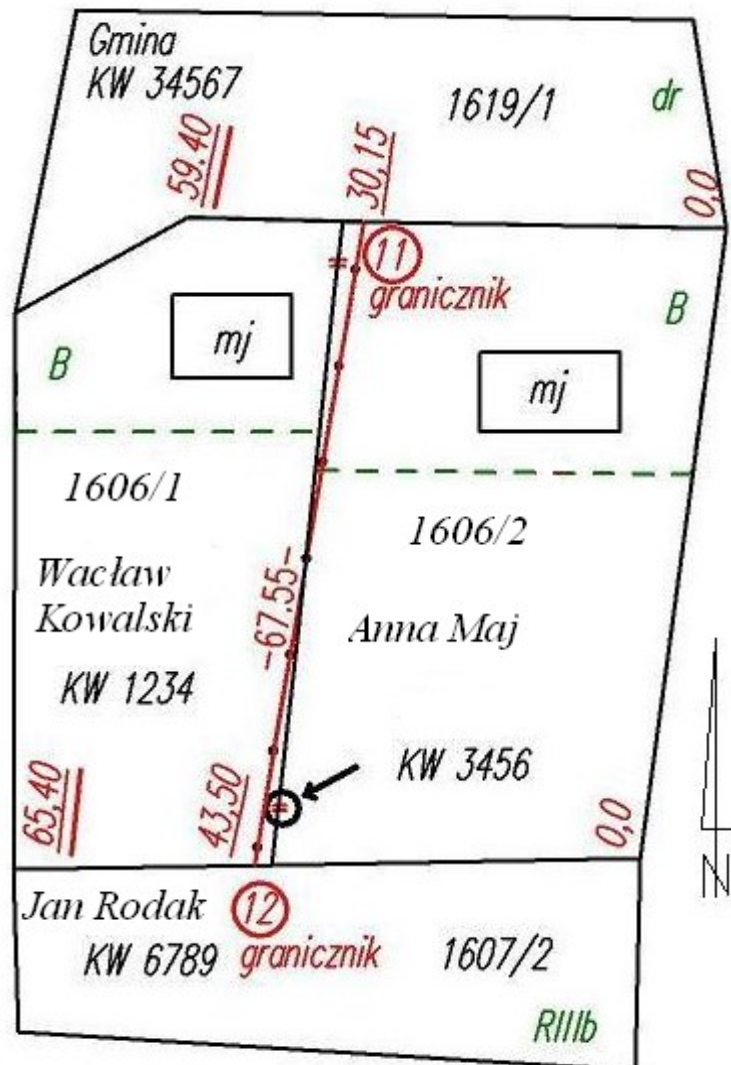 Gmina
KW 34567
1619/1
dr
59.40
30,15
0,0
11
granicznik
B
mj
B
mj
1606/1
1606/2
Wacław
Kowalski
-67.55-
Anna Maj
KW 1234
KW 3456
65,40
43,50
0,0
N
Jan Rodak
12
KW 6789
granicznik
1607/2
RIIIb